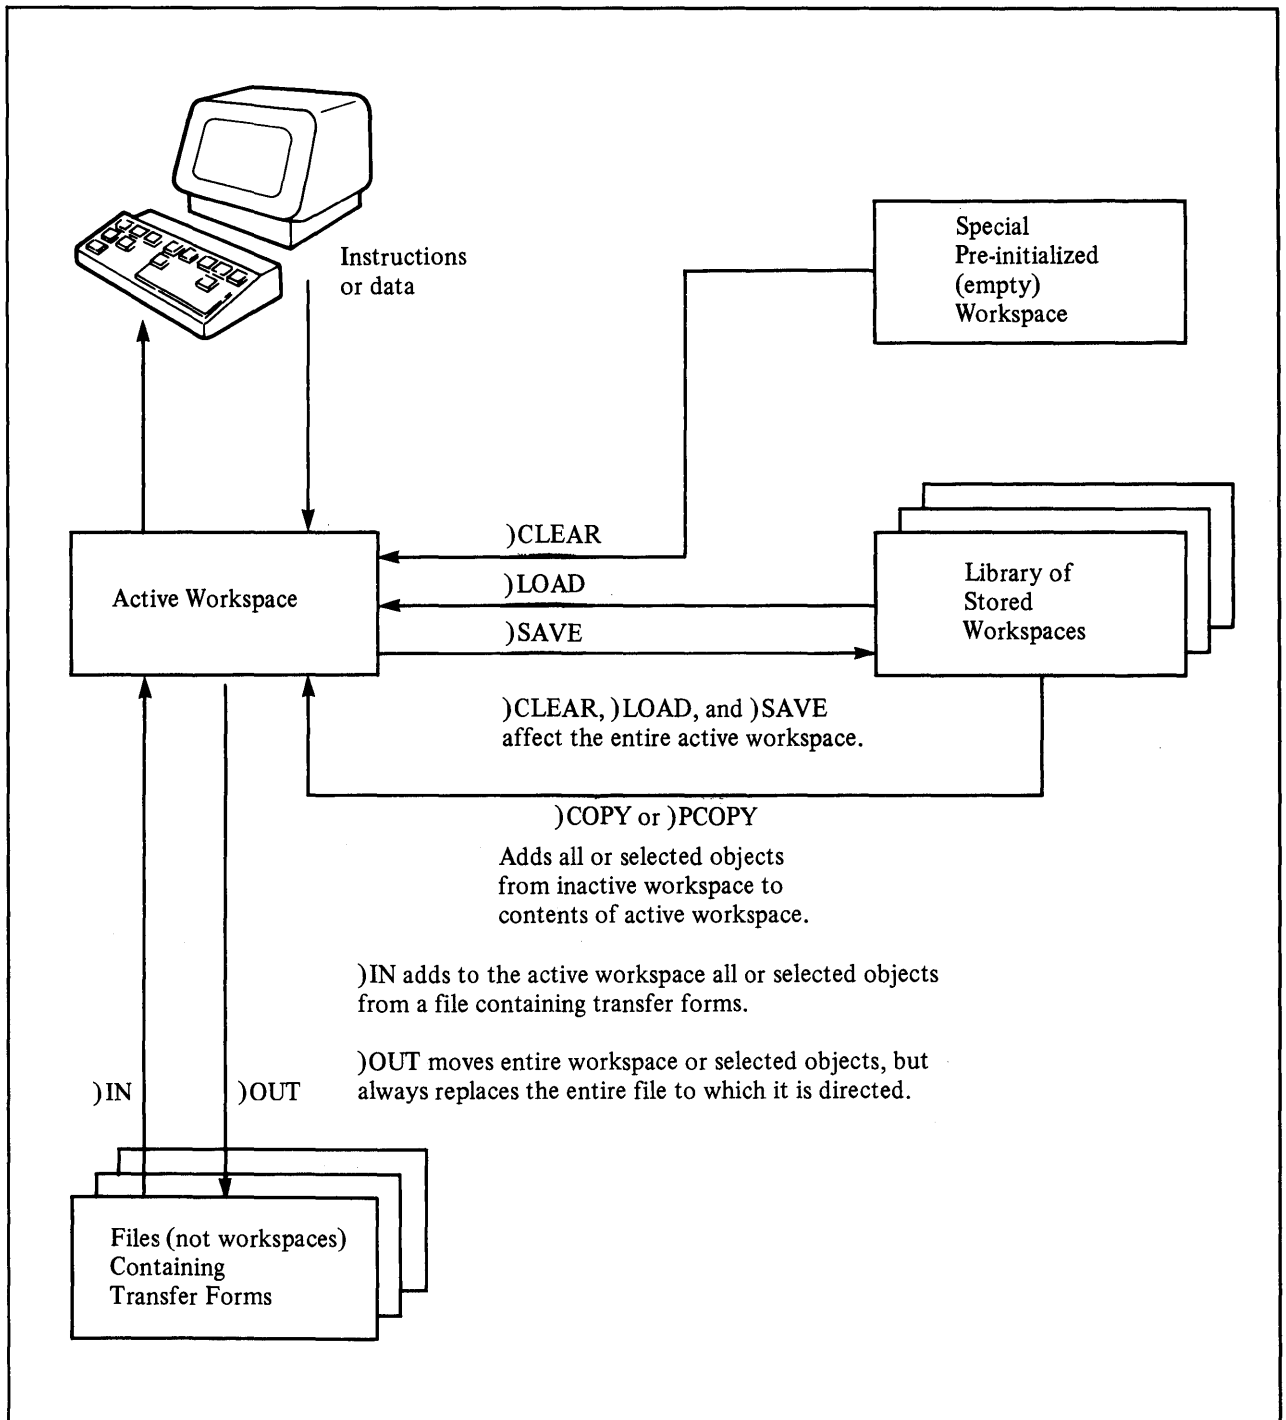 Instructions
or data
Special
Pre-initialized
(empty)
Workspace
)CLEAR
)LOAD
)SAVE
Active Workspace
Library of
Stored
Workspaces
)CLEAR, )LOAD, and )SAVE
affect the entire active workspace.
)COPY or )PCOPY
Adds all or selected objects
from inactive workspace to
contents of active workspace.
)IN adds to the active workspace all or selected objects
from a file containing transfer forms.
)OUT moves entire workspace or selected objects, but
always replaces the entire file to which it is directed.
)IN
)OUT
Files (not workspaces)
Containing
Transfer Forms